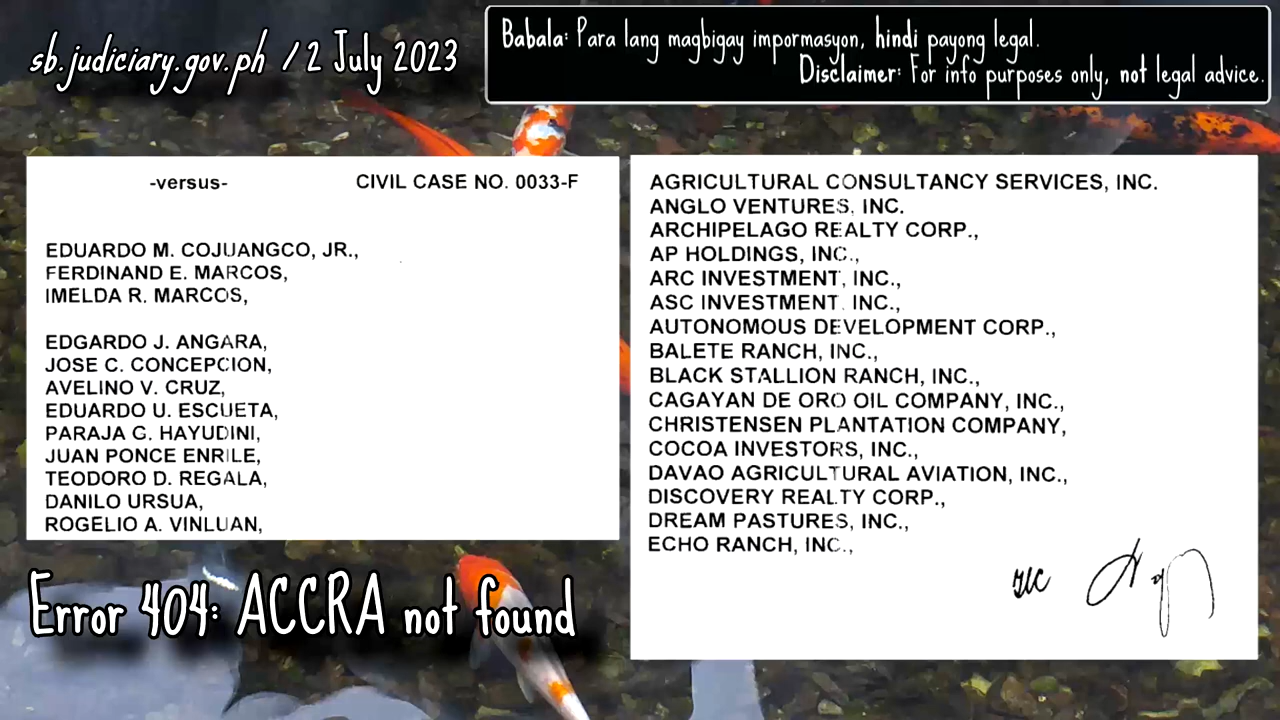 sb.judiciary.gov.ph / 2 July 2023
Babala: Para lang magbigay impormasyon, hindi payong legal.
Disclaimer: For info purposes only, not legal advice.
-versus- CIVIL CASE NO. 0033-F
EDUARDO M. COJUANGCO, JR.,
FERDINAND E. MARCOS,
IMELDA R. MARCOS,
EDGARDO J. ANGARA,
JOSE C. CONCEPCION,
AVELINO V. CRUZ,
EDUARDO U. ESCUETA,
PARAJA G. HAYUDINI,
JUAN PONCE ENRILE,
TEODORO D. REGALA,
DANILO URSUA,
ROGELIO A. VINLUAN,
AGRICULTURAL CONSULTANCY SERVICES, INC.
ANGLO VENTURES, INC.
ARCHIPELAGO REALTY CORP.,
AP HOLDINGS, INC.,
ARC INVESTMENT, INC.,
ASC INVESTMENT, INC.,
AUTONOMOUS DEVELOPMENT CORP.,
BALETE RANCH, INC.,
BLACK STALLION RANCH, INC.,
CAGAYAN DE ORO OIL COMPANY, INC.,
CHRISTENSEN PLANTATION COMPANY,
COCOA INVESTORS, INC.,
DAVAO AGRICULTURAL AVIATION, INC.,
DISCOVERY REALTY CORP.,
DREAM PASTURES, INC.,
ECHO RANCH, INC.,
Error 404: ACCRA not found